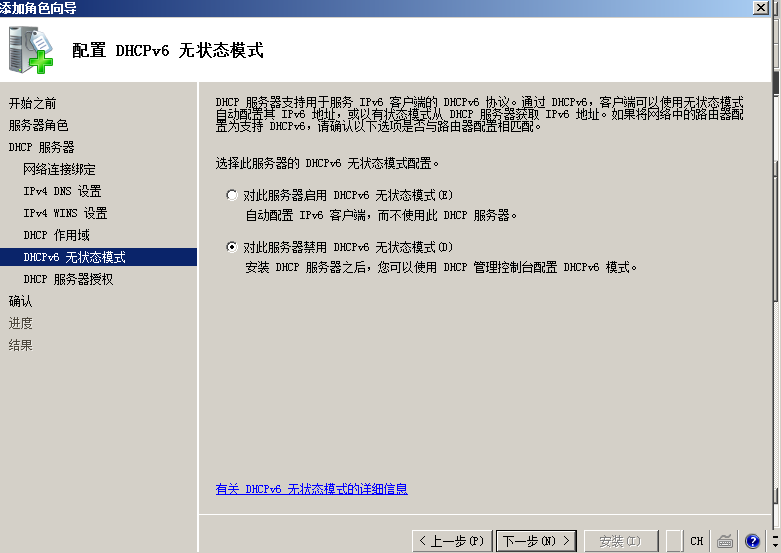 添加角色向导
配置 DHCPv6 无状态模式
开始之前
服务器角色
DHCP 服务器
网络连接绑定
IPv4 DNS 设置
IPv4 WINS 设置
DHCP 作用域
DHCPv6 无状态模式
DHCP 服务器授权
确认
进度
结果
DHCP 服务器支持用于服务 IPv6 客户端的 DHCPv6 协议。通过 DHCPv6，客户端可以使用无状态模式
自动配置其 IPv6 地址，或以有状态模式从 DHCP 服务器获取 IPv6 地址。如果将网络中的路由器配
置为支持 DHCPv6，请确认以下选项是否与路由器配置相匹配。
选择此服务器的 DHCPv6 无状态模式配置。
对此服务器启用 DHCPv6 无状态模式(E)
自动配置 IPv6 客户端，而不使用此 DHCP 服务器。
对此服务器禁用 DHCPv6 无状态模式(D)
安装 DHCP 服务器之后，您可以使用 DHCP 管理控制台配置 DHCPv6 模式。
有关 DHCPv6 无状态模式的详细信息
< 上一步(P)
下一步(N) >
安装(I)
CH